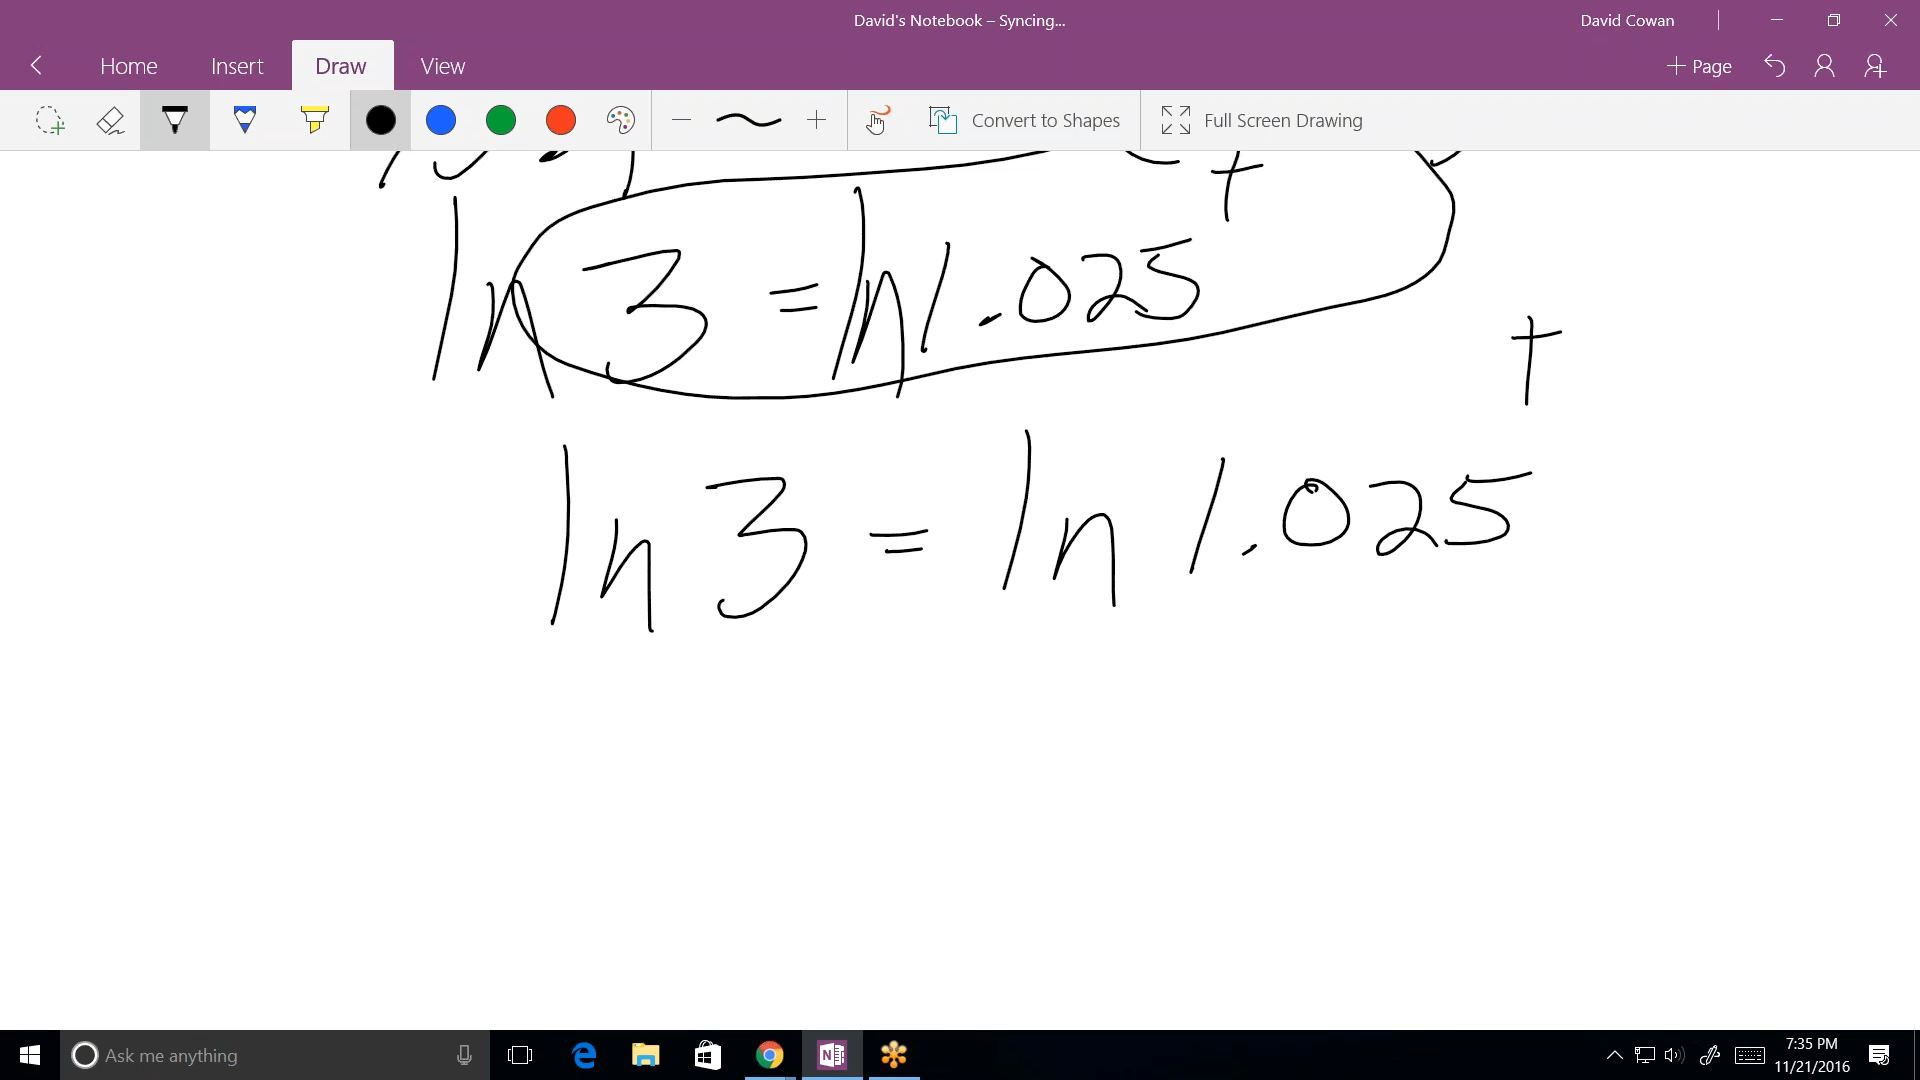 David's Notebook – Syncing...
David Cowan
Home Insert Draw View
Page
Convert to Shapes
Full Screen Drawing
t
ln 3 = ln 1.025
t
ln 3 = ln 1.025
Ask me anything
7:35 PM
11/21/2016